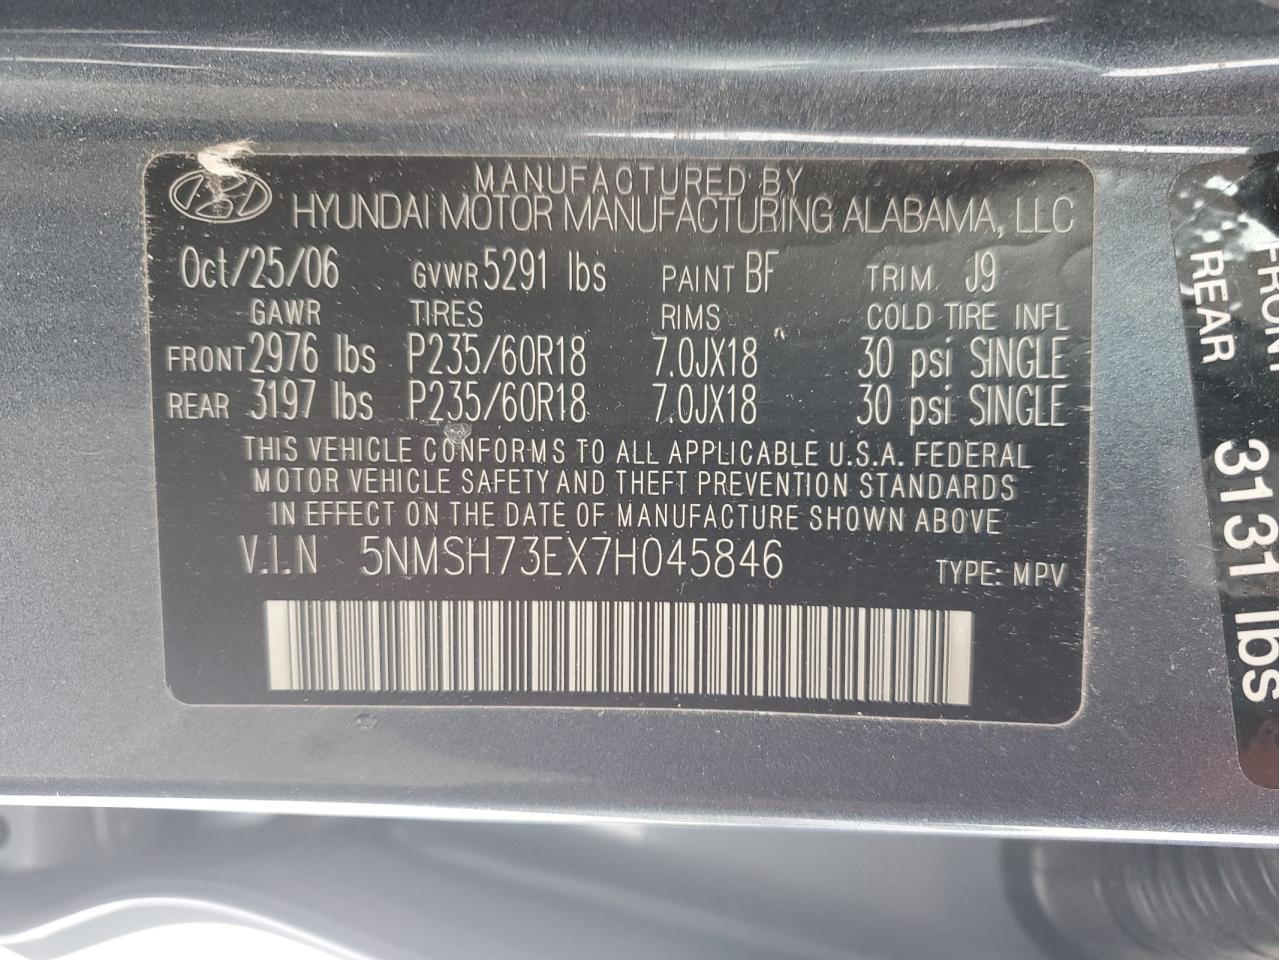 MANUFACTURED BY
HYUNDAI MOTOR MANUFACTURING ALABAMA, LLC
Oct/25/06 GVWR 5291 lbs PAINT BF TRIM J9
GAWR TIRES RIMS COLD TIRE INFL
FRONT 2976 lbs P235/60R18 7.0JX18 30 psi SINGLE
REAR 3197 lbs P235/60R18 7.0JX18 30 psi SINGLE
THIS VEHICLE CONFORMS TO ALL APPLICABLE U.S.A. FEDERAL
MOTOR VEHICLE SAFETY AND THEFT PREVENTION STANDARDS
IN EFFECT ON THE DATE OF MANUFACTURE SHOWN ABOVE
V.I.N 5NMSH73EX7H045846 TYPE: MPV
FRONT
REAR 3131 lbs